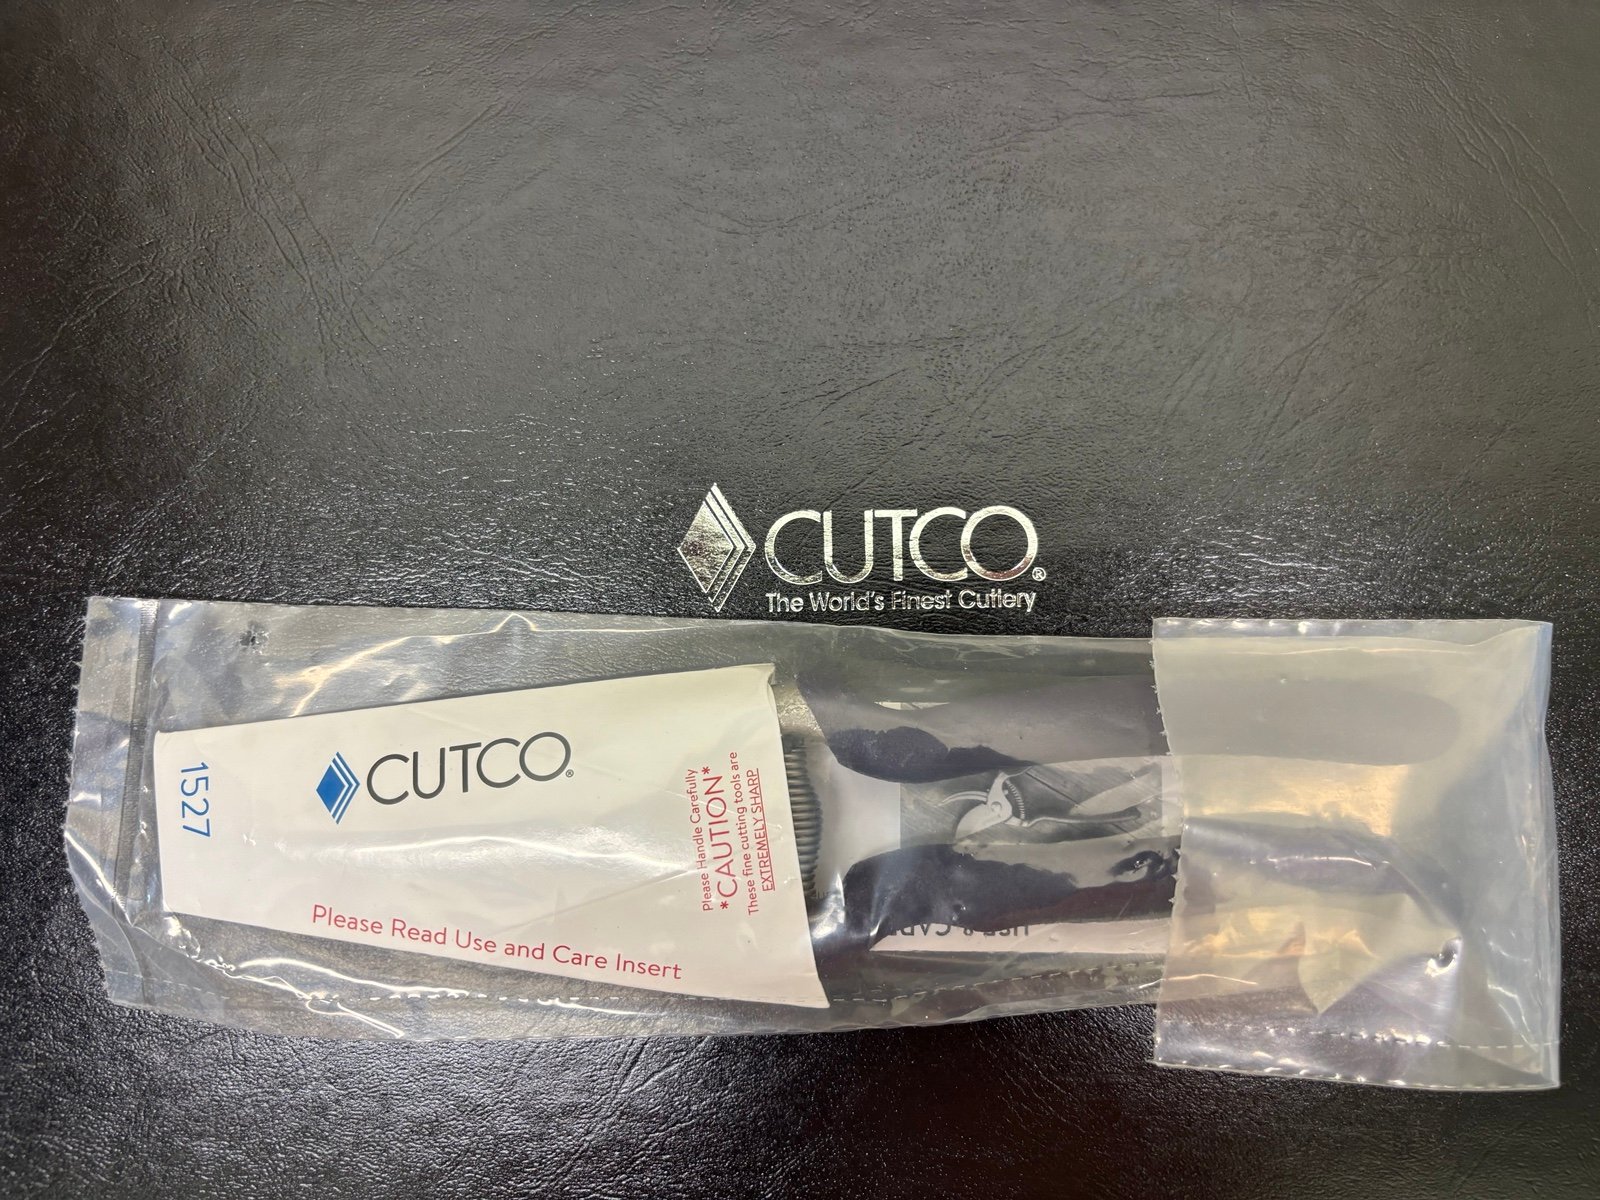 CUTCO®
The World's Finest Cutlery
1527
CUTCO®
Please Read Use and Care Insert
Please Handle Carefully
*CAUTION*
These fine cutting tools are
EXTREMELY SHARP
USE &